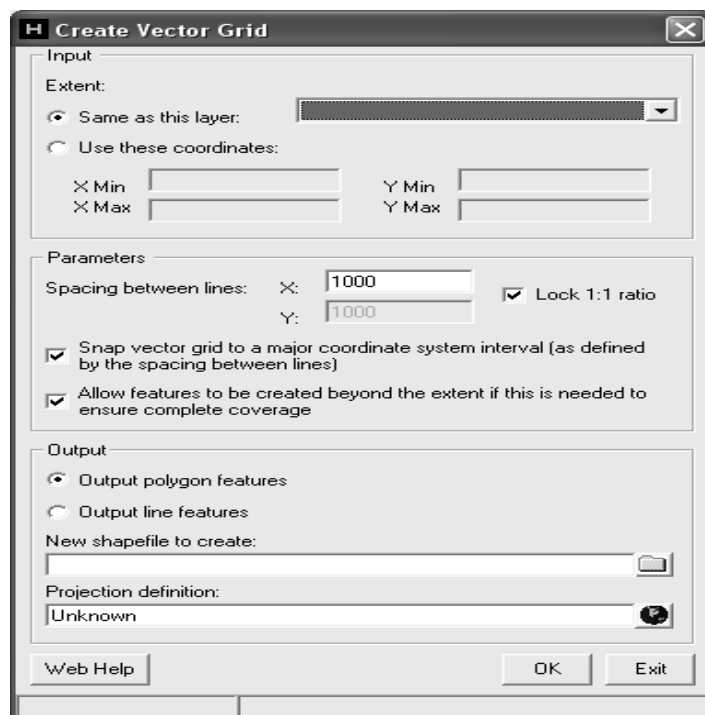 H Create Vector Grid
Input
Extent:
Same as this layer:
Use these coordinates:
X Min Y Min
X Max Y Max
Parameters
Spacing between lines: X: 1000 Lock 1:1 ratio
Y: 1000
Snap vector grid to a major coordinate system interval (as defined
by the spacing between lines)
Allow features to be created beyond the extent if this is needed to
ensure complete coverage
Output
Output polygon features
Output line features
New shapefile to create:
Projection definition:
Unknown
Web Help OK Exit